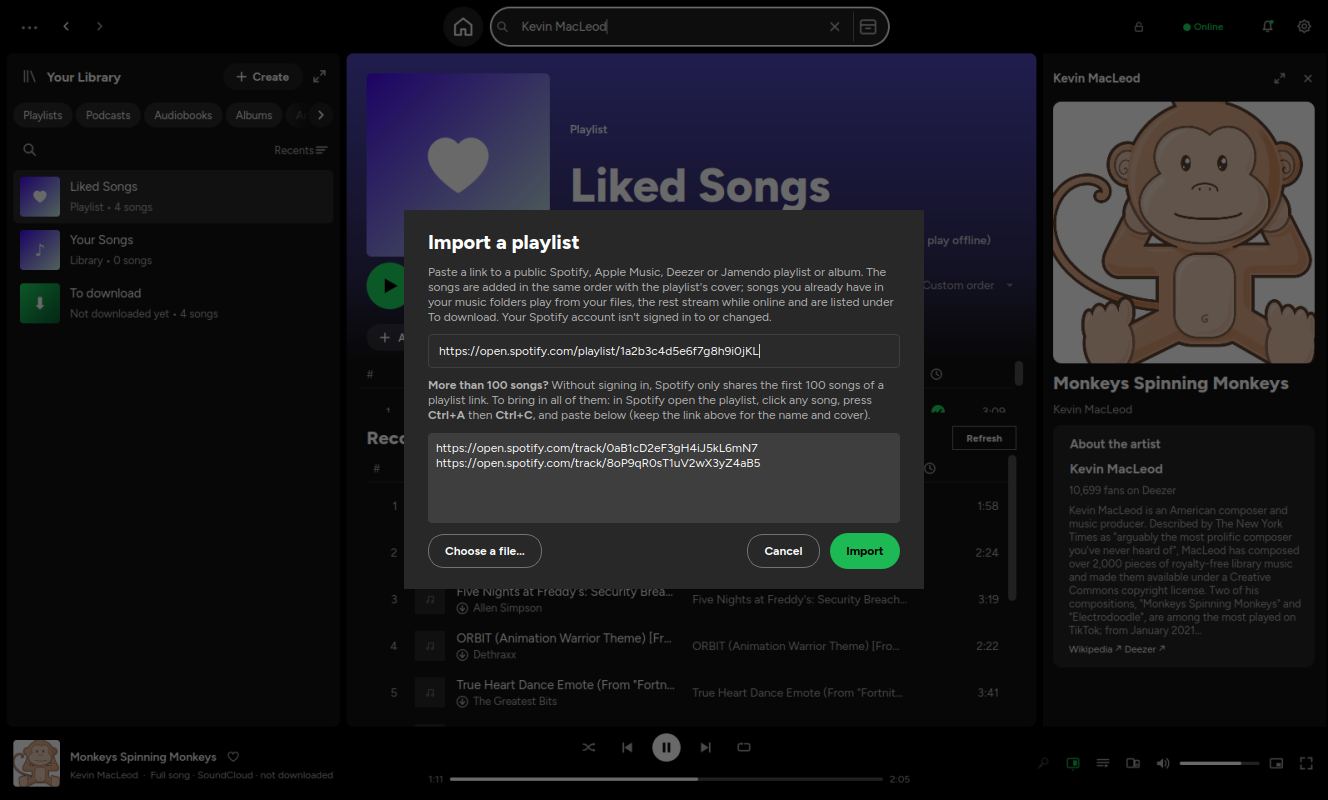 Kevin MacLeod
Online
Your Library
Create
Playlists
Podcasts
Audiobooks
Albums
Recents
Liked Songs
Playlist • 4 songs
Your Songs
Library • 0 songs
To download
Not downloaded yet • 4 songs
Playlist
Liked Songs
play offline)
Custom order
#
1
3:09
Import a playlist
Paste a link to a public Spotify, Apple Music, Deezer or Jamendo playlist or album. The
songs are added in the same order with the playlist's cover; songs you already have in
your music folders play from your files, the rest stream while online and are listed under
To download. Your Spotify account isn't signed in to or changed.
https://open.spotify.com/playlist/1a2b3c4d5e6f7g8h9i0jKL
More than 100 songs? Without signing in, Spotify only shares the first 100 songs of a
playlist link. To bring in all of them: in Spotify open the playlist, click any song, press
Ctrl+A then Ctrl+C, and paste below (keep the link above for the name and cover).
https://open.spotify.com/track/0aB1cD2eF3gH4iJ5kL6mN7
https://open.spotify.com/track/8oP9qR0sT1uV2wX3yZ4aB5
Choose a file...
Cancel
Import
Refresh
#
1
1:58
2
2:24
3
Five Nights at Freddy's: Security Brea...
Allen Simpson
Five Nights at Freddy's: Security Breach...
3:19
4
ORBIT (Animation Warrior Theme) [Fr...
Dethraxx
ORBIT (Animation Warrior Theme) [Fro...
2:22
5
True Heart Dance Emote (From "Fortn...
The Greatest Bits
True Heart Dance Emote (From "Fortnit...
3:41
Kevin MacLeod
Monkeys Spinning Monkeys
Kevin MacLeod
About the artist
Kevin MacLeod
10,699 fans on Deezer
Kevin MacLeod is an American composer and
music producer. Described by The New York
Times as "arguably the most prolific composer
you've never heard of", MacLeod has composed
over 2,000 pieces of royalty-free library music
and made them available under a Creative
Commons copyright license. Two of his
compositions, "Monkeys Spinning Monkeys" and
"Electrodoodle", are among the most played on
TikTok; from January 2021...
Wikipedia ↗ Deezer ↗
Monkeys Spinning Monkeys
Kevin MacLeod · Full song · SoundCloud · not downloaded
1:11
2:05